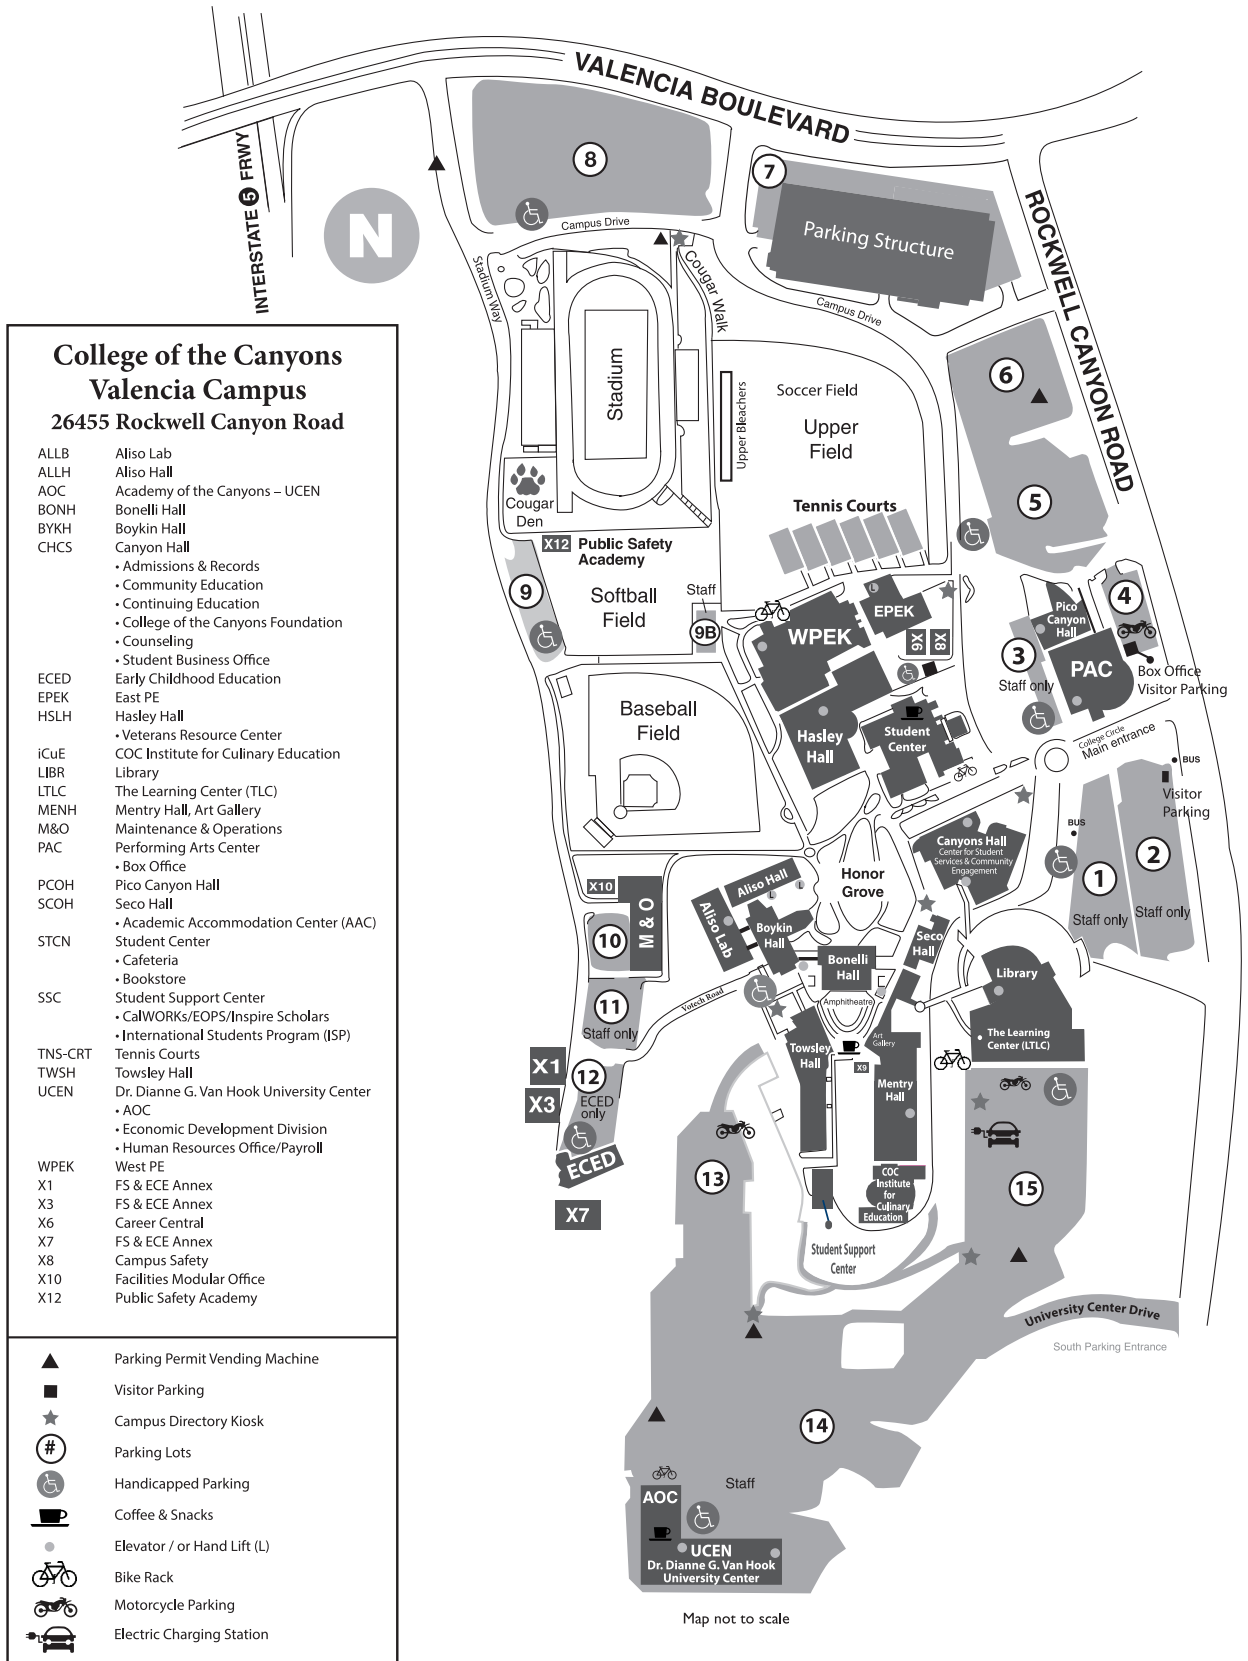 VALENCIA BOULEVARD
INTERSTATE 5 FRWY
ROCKWELL CANYON ROAD
N
8
7
Parking Structure
Campus Drive
Stadium Way
Cougar Walk
Campus Drive
Stadium
Upper Bleachers
Soccer Field
Upper
Field
6
5
Cougar
Den
Tennis Courts
X12 Public Safety
Academy
9
Softball
Field
Staff
9B
WPEK
EPEK
L
X6
X8
Pico
Canyon
Hall
4
3
Staff only
PAC
Box Office
Visitor Parking
Baseball
Field
Hasley
Hall
Student
Center
College Circle
Main entrance
BUS
Visitor
Parking
BUS
Canyons Hall
Center for Student
Services & Community
Engagement
1
Staff only
2
Staff only
Honor
Grove
X10
M & O
10
Aliso Hall
L
L
Aliso Lab
Boykin
Hall
Bonelli
Hall
Seco
Hall
Library
The Learning
Center (LTLC)
11
Staff only
Votech Road
Amphitheatre
Art
Gallery
Towsley
Hall
X9
Mentry
Hall
X1
X3
12
ECED
only
ECED
X7
13
COC
Institute
for
Culinary
Education
Student Support
Center
15
University Center Drive
South Parking Entrance
14
Staff
AOC
UCEN
Dr. Dianne G. Van Hook
University Center
Map not to scale
College of the Canyons
Valencia Campus
26455 Rockwell Canyon Road
ALLB Aliso Lab
ALLH Aliso Hall
AOC Academy of the Canyons – UCEN
BONH Bonelli Hall
BYKH Boykin Hall
CHCS Canyon Hall
• Admissions & Records
• Community Education
• Continuing Education
• College of the Canyons Foundation
• Counseling
• Student Business Office
ECED Early Childhood Education
EPEK East PE
HSLH Hasley Hall
• Veterans Resource Center
iCuE COC Institute for Culinary Education
LIBR Library
LTLC The Learning Center (TLC)
MENH Mentry Hall, Art Gallery
M&O Maintenance & Operations
PAC Performing Arts Center
• Box Office
PCOH Pico Canyon Hall
SCOH Seco Hall
• Academic Accommodation Center (AAC)
STCN Student Center
• Cafeteria
• Bookstore
SSC Student Support Center
• CalWORKs/EOPS/Inspire Scholars
• International Students Program (ISP)
TNS-CRT Tennis Courts
TWSH Towsley Hall
UCEN Dr. Dianne G. Van Hook University Center
• AOC
• Economic Development Division
• Human Resources Office/Payroll
WPEK West PE
X1 FS & ECE Annex
X3 FS & ECE Annex
X6 Career Central
X7 FS & ECE Annex
X8 Campus Safety
X10 Facilities Modular Office
X12 Public Safety Academy
Parking Permit Vending Machine
Visitor Parking
Campus Directory Kiosk
# Parking Lots
Handicapped Parking
Coffee & Snacks
Elevator / or Hand Lift (L)
Bike Rack
Motorcycle Parking
Electric Charging Station